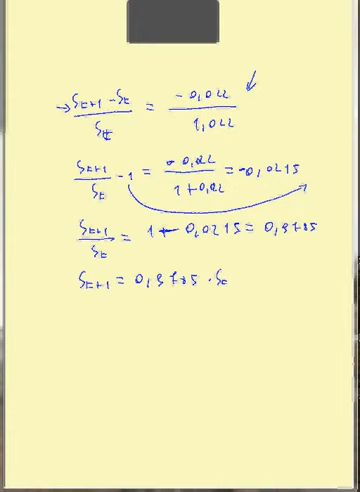 → (S_{t+1} - S_t) / S_t = -0,022 / 1,022
S_{t+1} / S_t - 1 = -0,022 / 1+0,022 = -0,0215
S_{t+1} / S_t = 1 - 0,0215 = 0,9785
S_{t+1} = 0,9785 · S_t